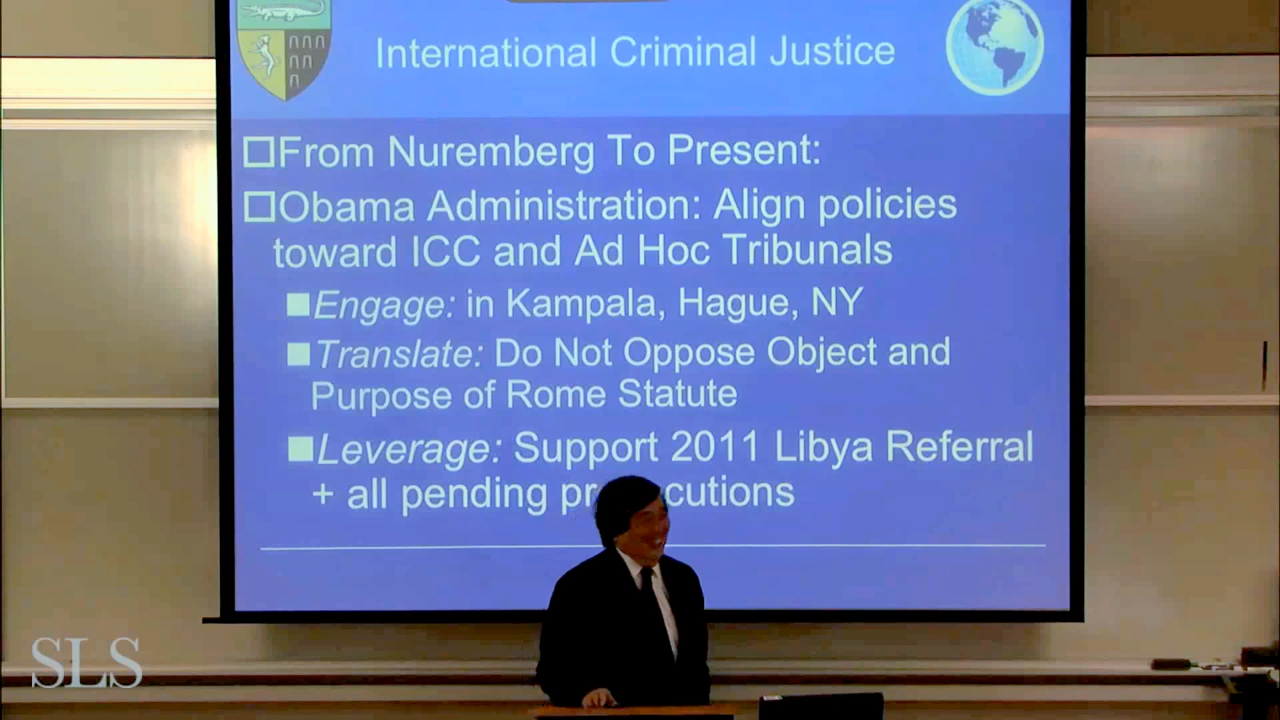 International Criminal Justice
From Nuremberg To Present:
Obama Administration: Align policies
toward ICC and Ad Hoc Tribunals
Engage: in Kampala, Hague, NY
Translate: Do Not Oppose Object and
Purpose of Rome Statute
Leverage: Support 2011 Libya Referral
+ all pending pr cutions
SLS